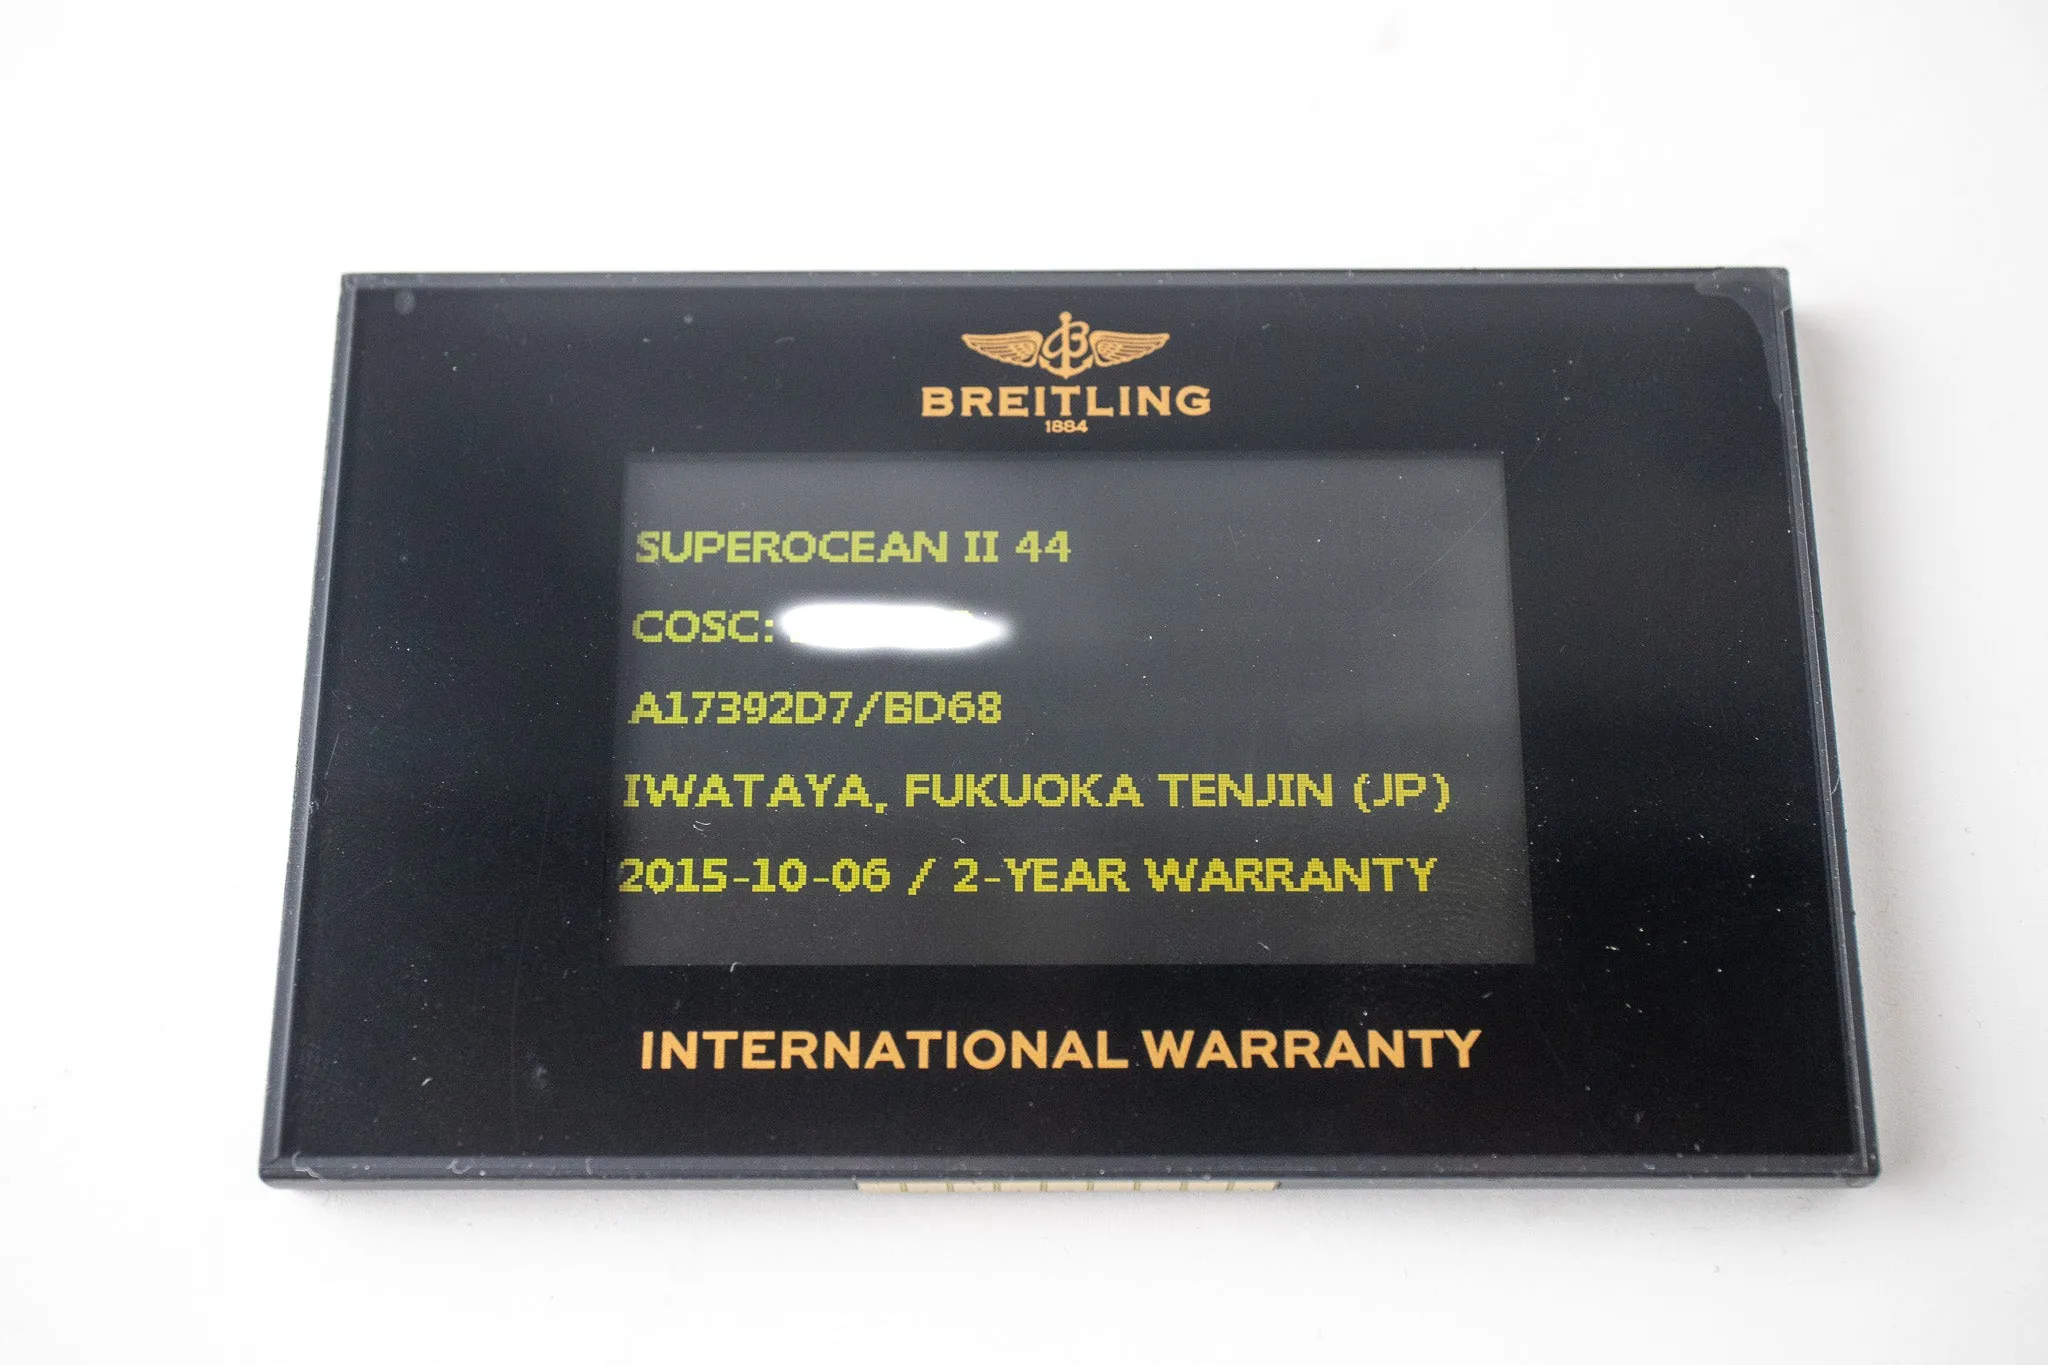 BREITLING
1884
SUPEROCEAN II 44
COSC:
A17392D7/BD68
IWATAYA, FUKUOKA TENJIN (JP)
2015-10-06 / 2-YEAR WARRANTY
INTERNATIONAL WARRANTY